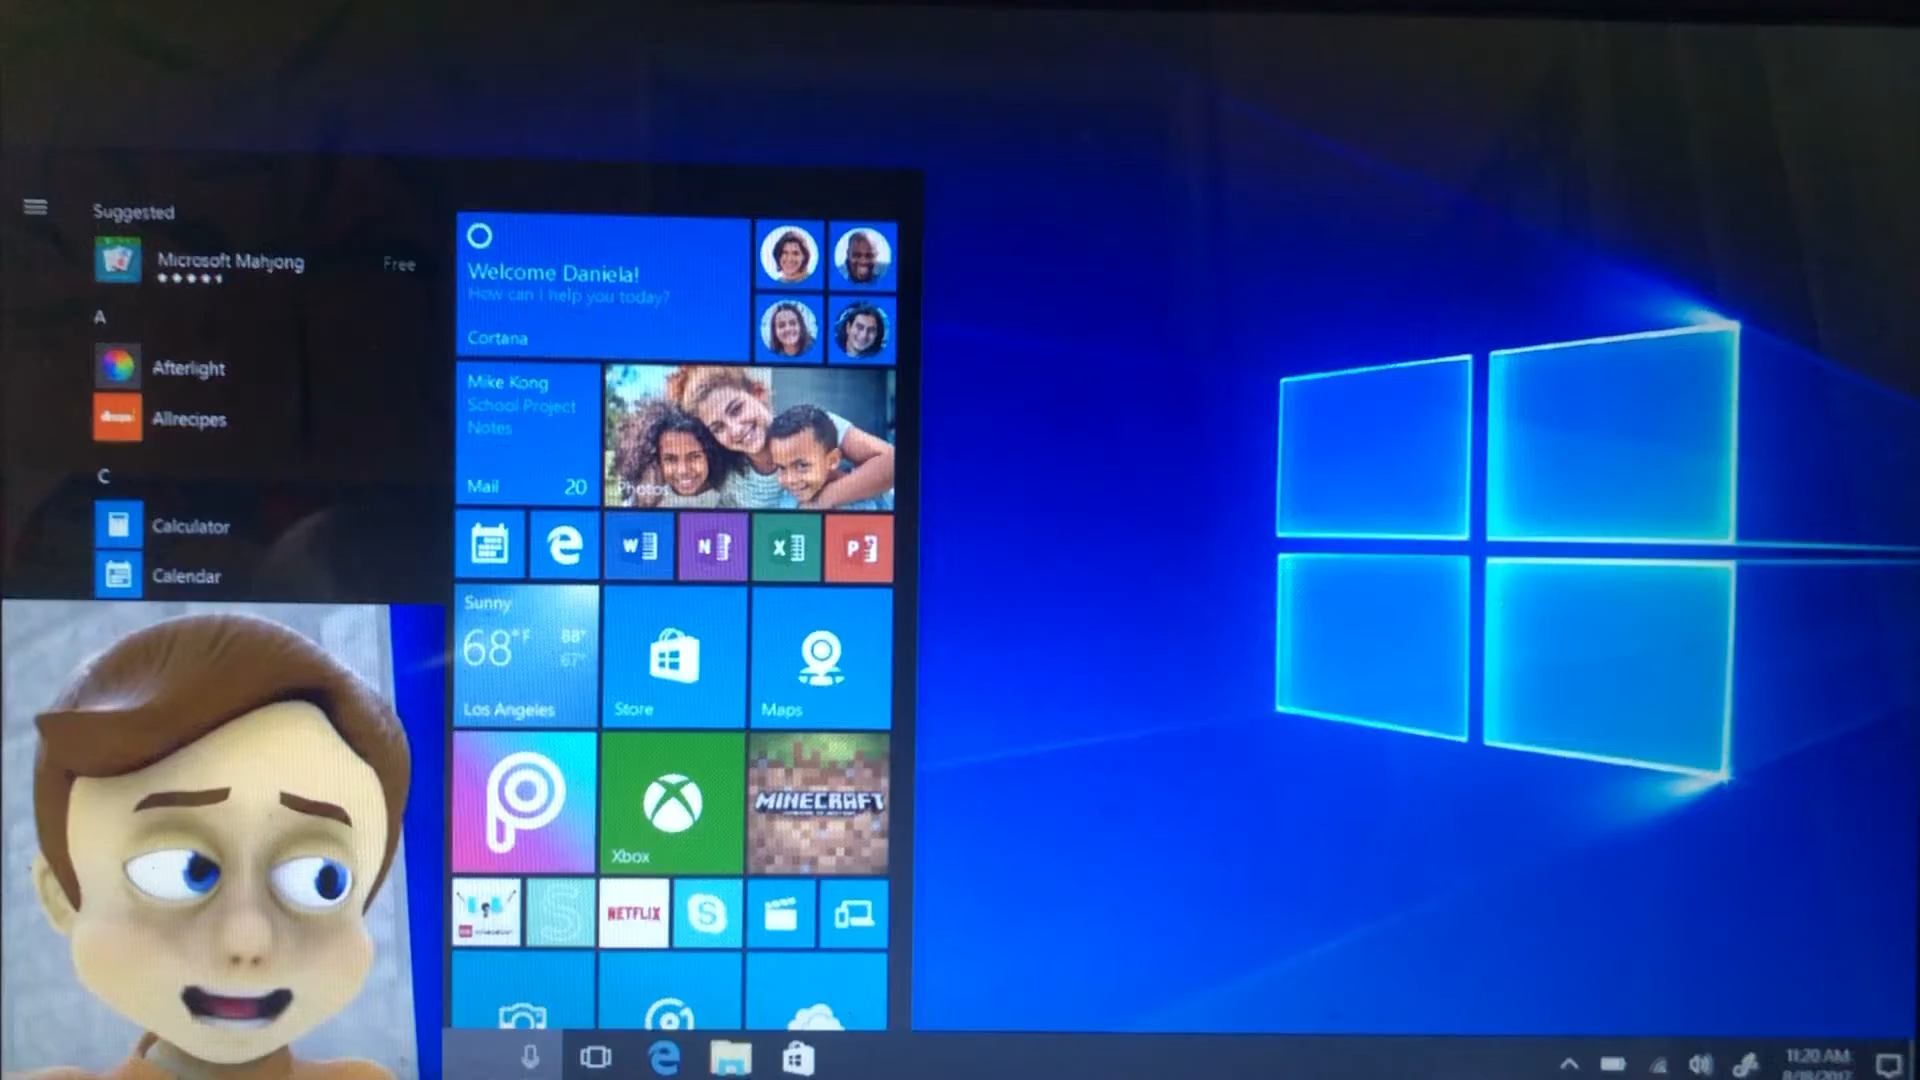 Suggested
Microsoft Mahjong
Free
A
Afterlight
Allrecipes
C
Calculator
Calendar
Welcome Daniela!
How can I help you today?
Cortana
Mike Kong
School Project
Notes
Mail 20
Photos
W
N
X
P
Sunny
68°F
88°
67°
Los Angeles
Store
Maps
Xbox
MINECRAFT
S
NETFLIX
S
11:20 AM